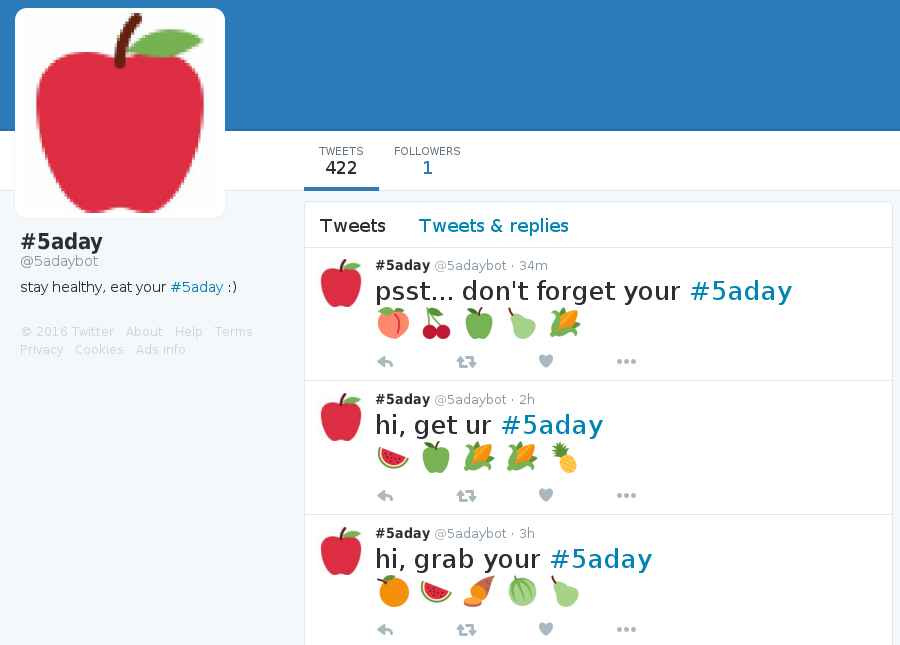 TWEETS FOLLOWERS
422 1
#5aday
@5adaybot
stay healthy, eat your #5aday :)
© 2016 Twitter About Help Terms
Privacy Cookies Ads info
Tweets Tweets & replies
#5aday @5adaybot · 34m
psst... don't forget your #5aday
🍑 🍒 🍏 🍐 🌽
#5aday @5adaybot · 2h
hi, get ur #5aday
🍉 🍏 🌽 🌽 🍍
#5aday @5adaybot · 3h
hi, grab your #5aday
🍊 🍉 🍠 🍈 🍐